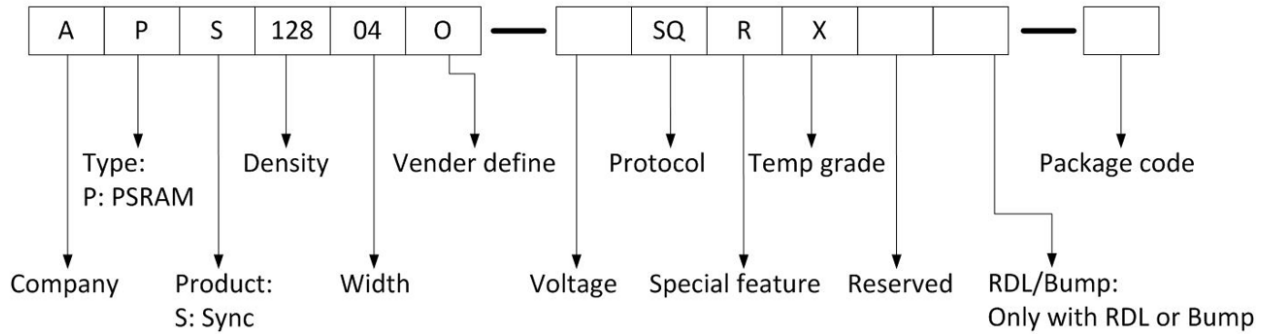 A P S 128 04 O SQ R X
Type: Density Vender define Protocol Temp grade Package code
P: PSRAM
Company Product: Width Voltage Special feature Reserved RDL/Bump:
S: Sync Only with RDL or Bump